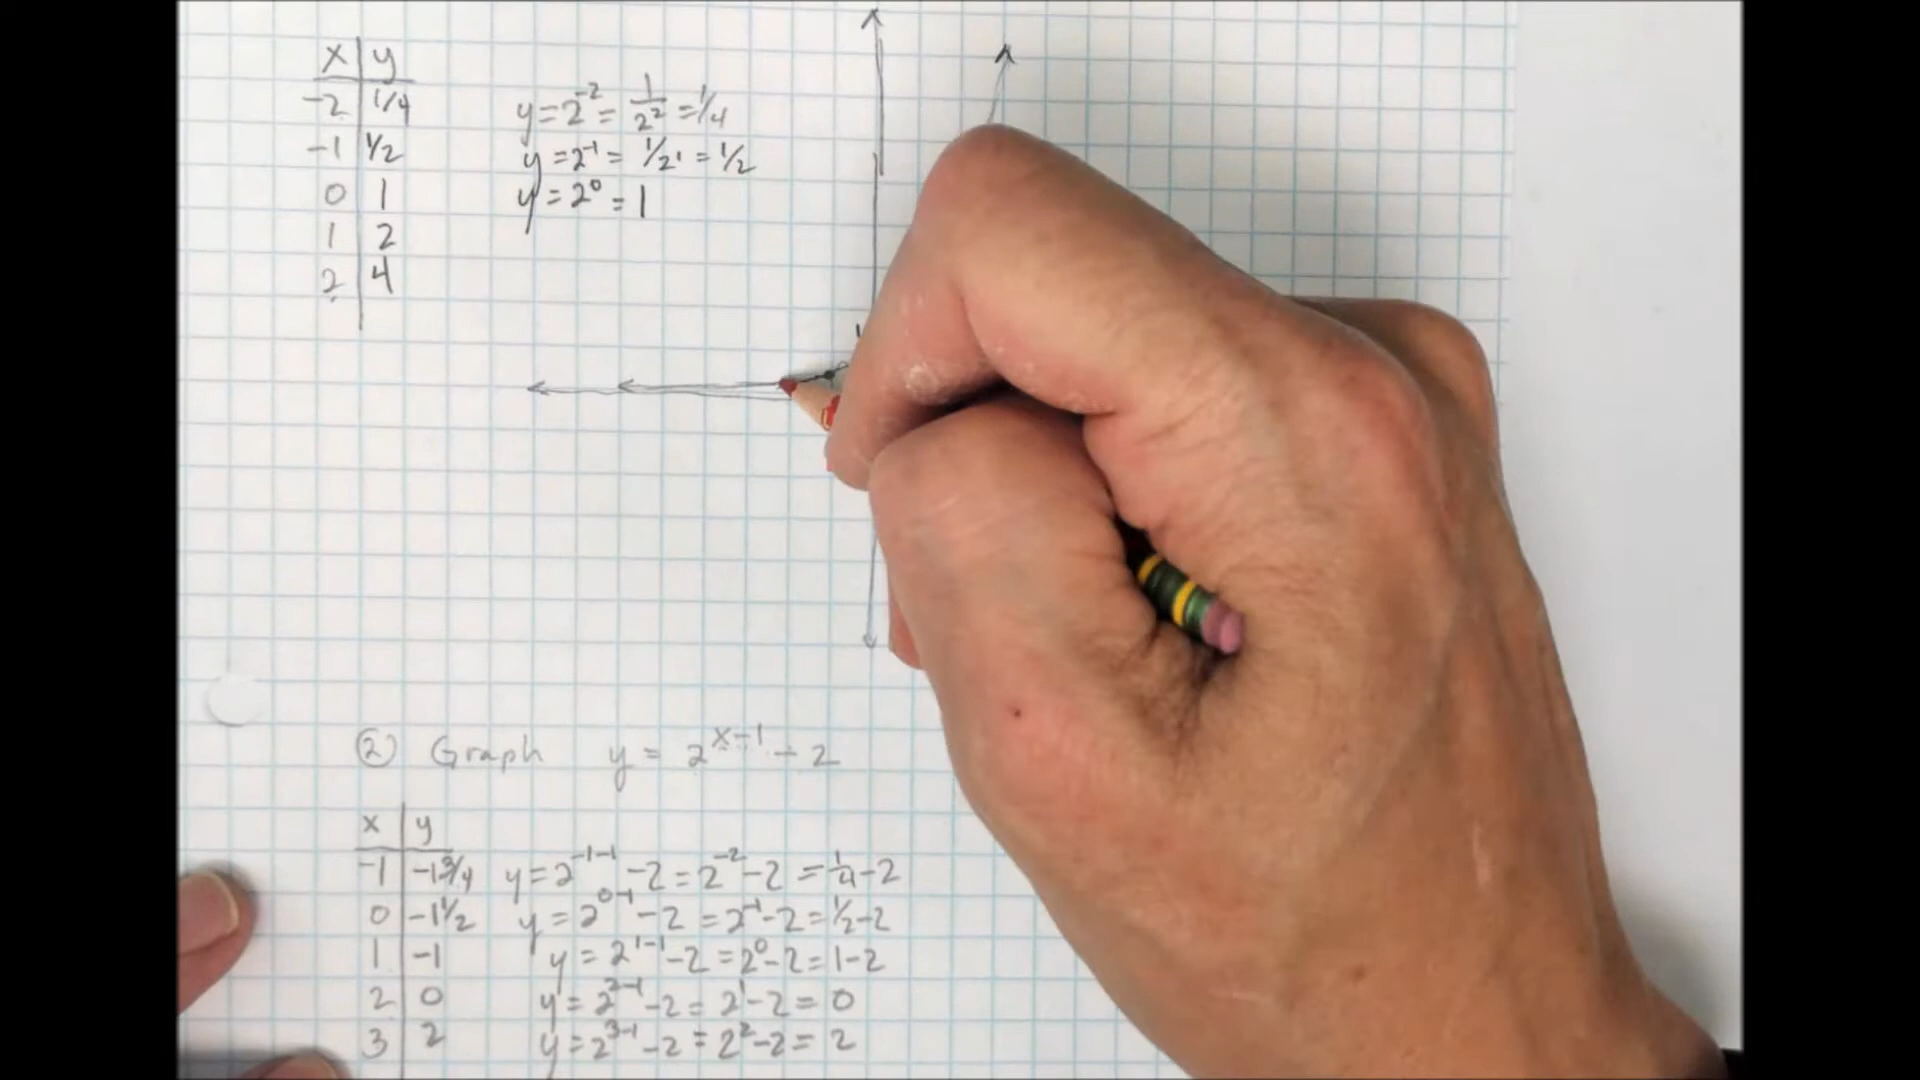 x y
-2 1/4 y = 2^-2 = 1/2^2 = 1/4
-1 1/2 y = 2^-1 = 1/2^1 = 1/2
0 1 y = 2^0 = 1
1 2
2 4
② Graph y = 2^x-1 - 2
x y
-1 -1 3/4 y = 2^-1-1 - 2 = 2^-2 - 2 = 1/4 - 2
0 -1 1/2 y = 2^0-1 - 2 = 2^-1 - 2 = 1/2 - 2
1 -1 y = 2^1-1 - 2 = 2^0 - 2 = 1 - 2
2 0 y = 2^2-1 - 2 = 2^1 - 2 = 0
3 2 y = 2^3-1 - 2 = 2^2 - 2 = 2